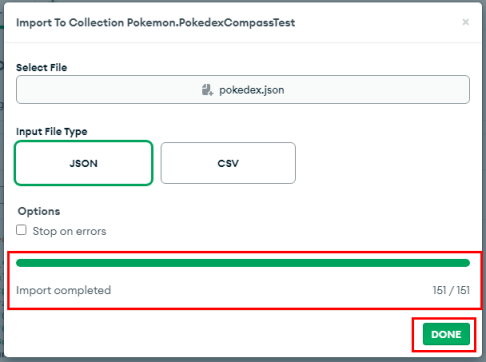 Import To Collection Pokemon.PokedexCompassTest
×
Select File
pokedex.json
Input File Type
JSON
CSV
Options
Stop on errors
Import completed
151 / 151
DONE